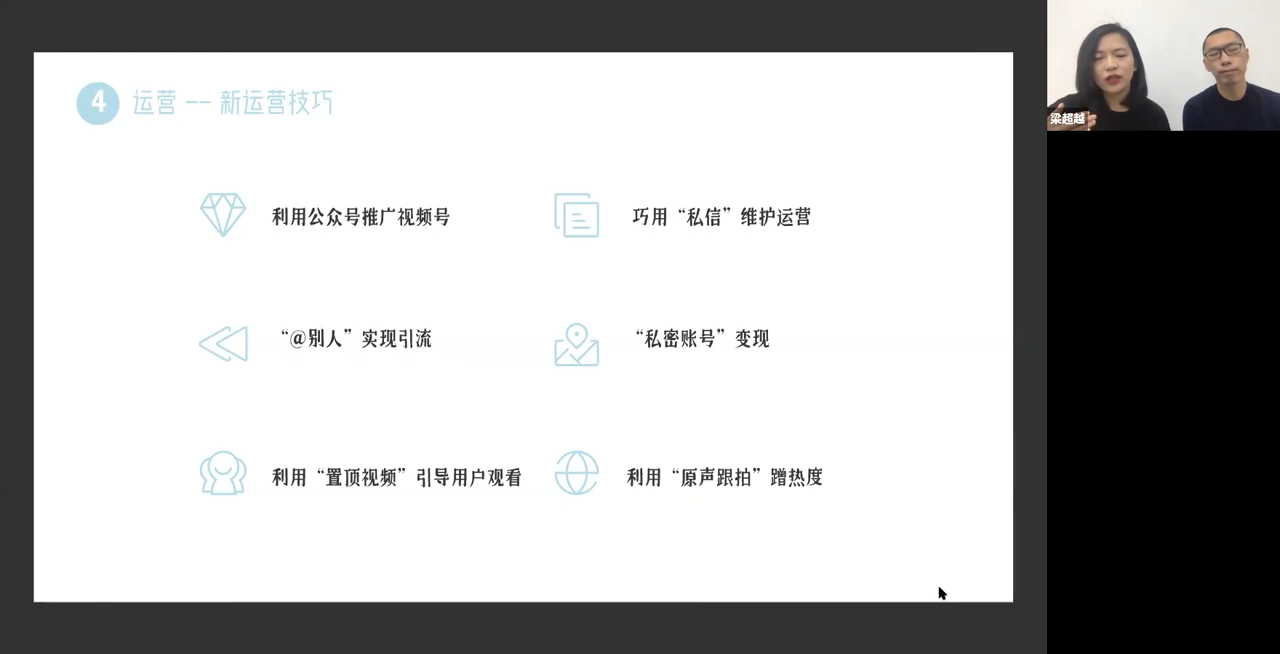 4 运营 -- 新运营技巧
利用公众号推广视频号
巧用“私信”维护运营
“@别人”实现引流
“私密账号”变现
利用“置顶视频”引导用户观看
利用“原声跟拍”蹭热度
梁超越